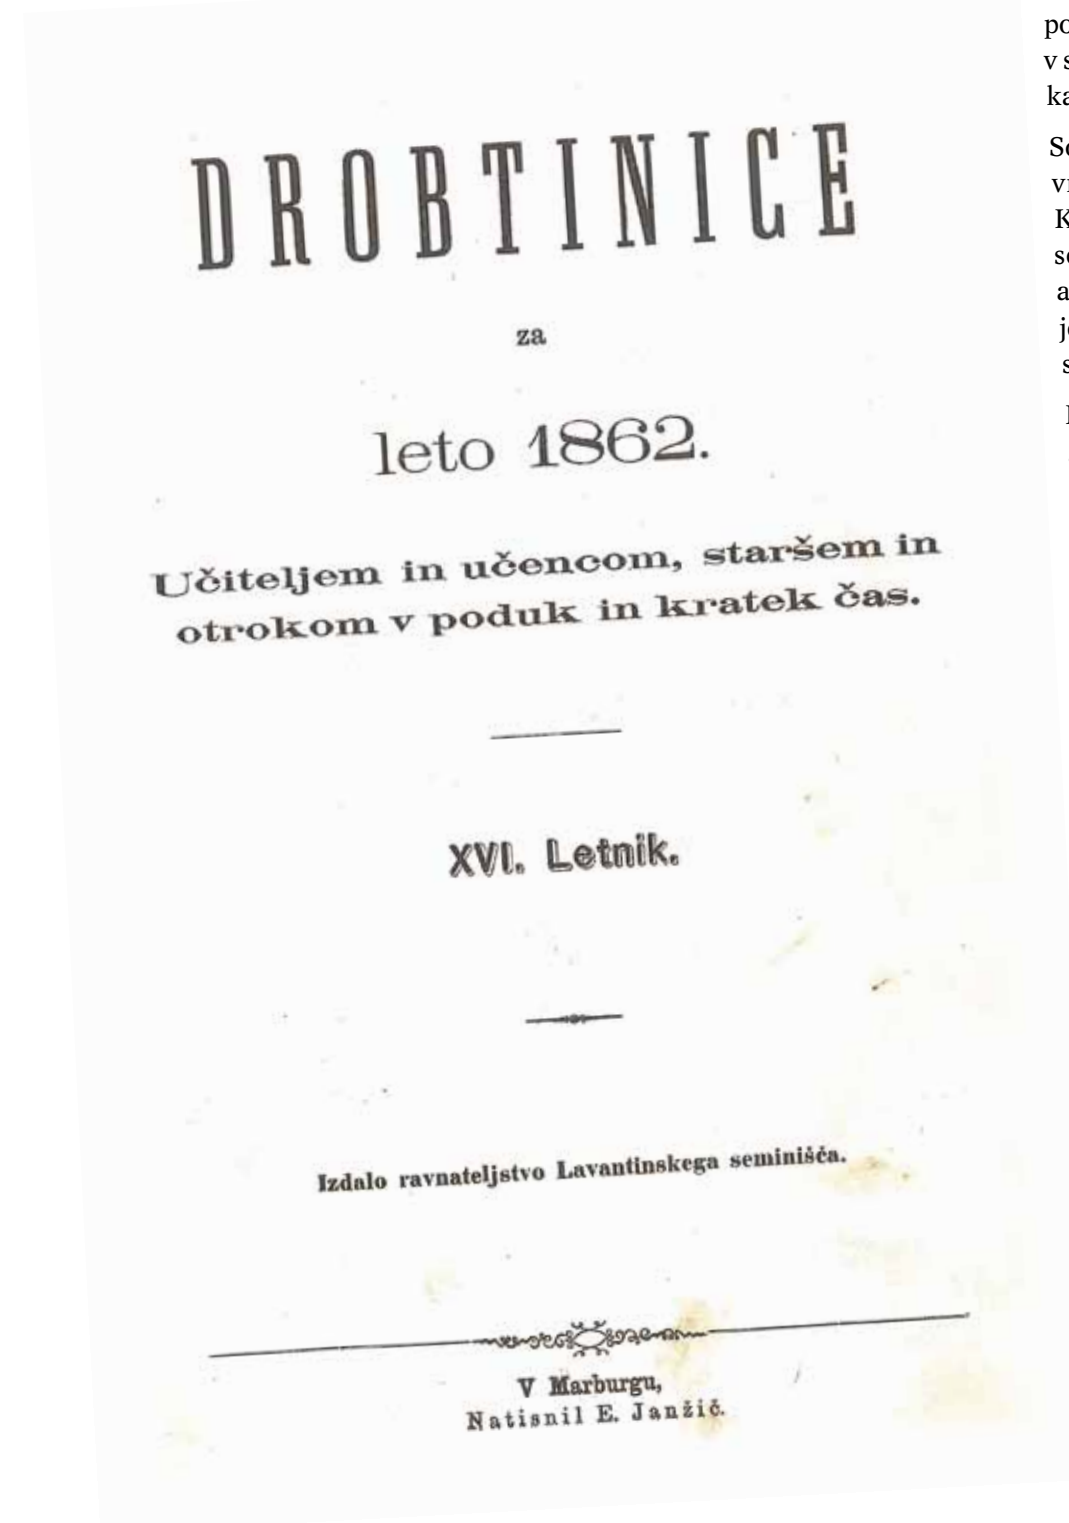 DROBTINICE
za
leto 1862.
Učiteljem in učencom, staršem in
otrokom v poduk in kratek čas.
XVI. Letnik.
Izdalo ravnateljstvo Lavantinskega seminišča.
V Marburgu,
Natisnil E. Janžič.